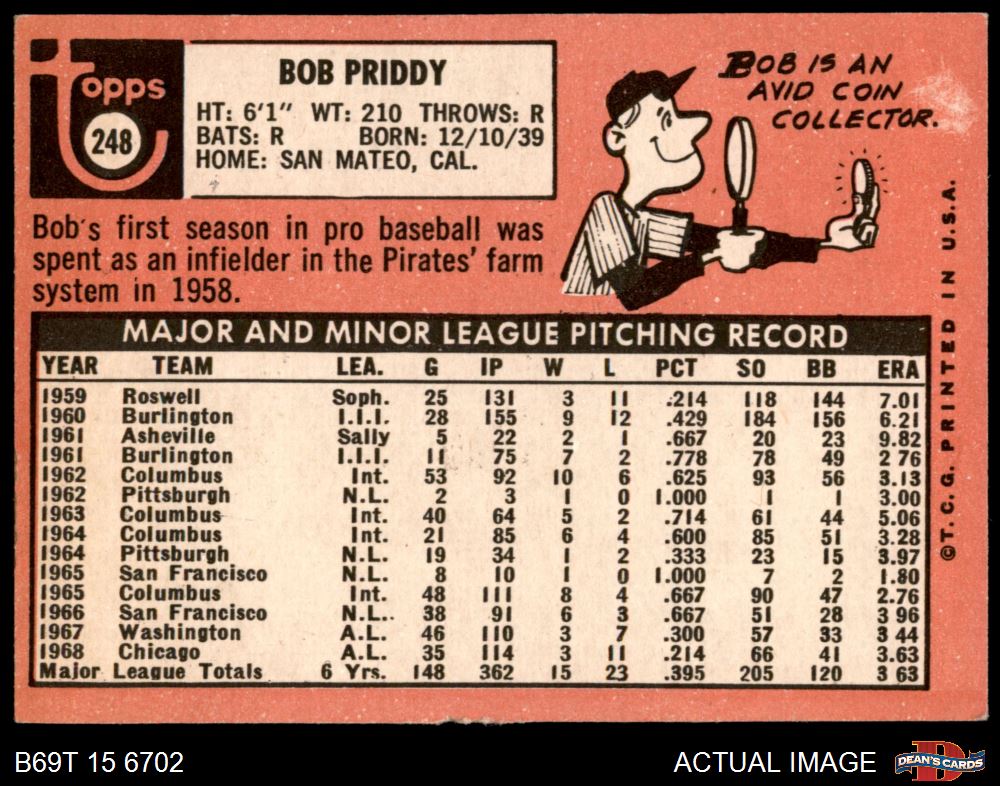 Topps
248
BOB PRIDDY
HT: 6'1" WT: 210 THROWS: R
BATS: R BORN: 12/10/39
HOME: SAN MATEO, CAL.
BOB IS AN
AVID COIN
COLLECTOR.
Bob's first season in pro baseball was
spent as an infielder in the Pirates' farm
system in 1958.
MAJOR AND MINOR LEAGUE PITCHING RECORD
YEAR TEAM LEA. G IP W L PCT SO BB ERA
1959 Roswell Soph. 25 131 3 11 .214 118 144 7.01
1960 Burlington I.I.I. 28 155 9 12 .429 184 156 6.21
1961 Asheville Sally 5 22 2 1 .667 20 23 9.82
1961 Burlington I.I.I. 11 75 7 2 .778 78 49 2 76
1962 Columbus Int. 53 92 10 6 .625 93 56 3.13
1962 Pittsburgh N.L. 2 3 1 0 1.000 1 1 3.00
1963 Columbus Int. 40 64 5 2 .714 61 44 5.06
1964 Columbus Int. 21 85 6 4 .600 85 51 3.28
1964 Pittsburgh N.L. 19 34 1 2 .333 23 15 3.97
1965 San Francisco N.L. 8 10 1 0 1.000 7 2 1.80
1965 Columbus Int. 48 111 8 4 .667 90 47 2.76
1966 San Francisco N.L. 38 91 6 3 .667 51 28 3 96
1967 Washington A.L. 46 110 3 7 .300 57 33 3 44
1968 Chicago A.L. 35 114 3 11 .214 66 41 3.63
Major League Totals 6 Yrs. 148 362 15 23 .395 205 120 3 63
©T. C. G. PRINTED IN U.S.A.
B69T 15 6702
ACTUAL IMAGE
D
DEAN'S CARDS